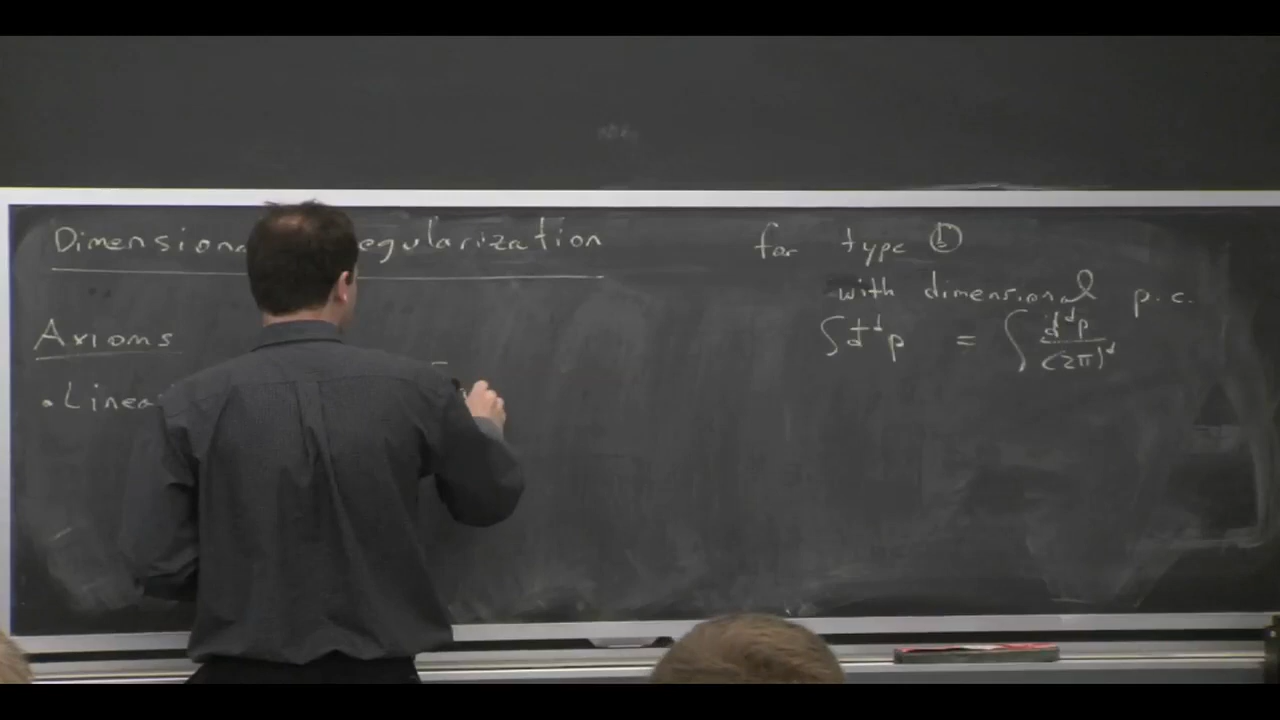 Dimensiona egularization
Axioms
• Linea
for type ⓑ
with dimensional p.c.
∫đ^d p = ∫ d^d p / (2π)^d